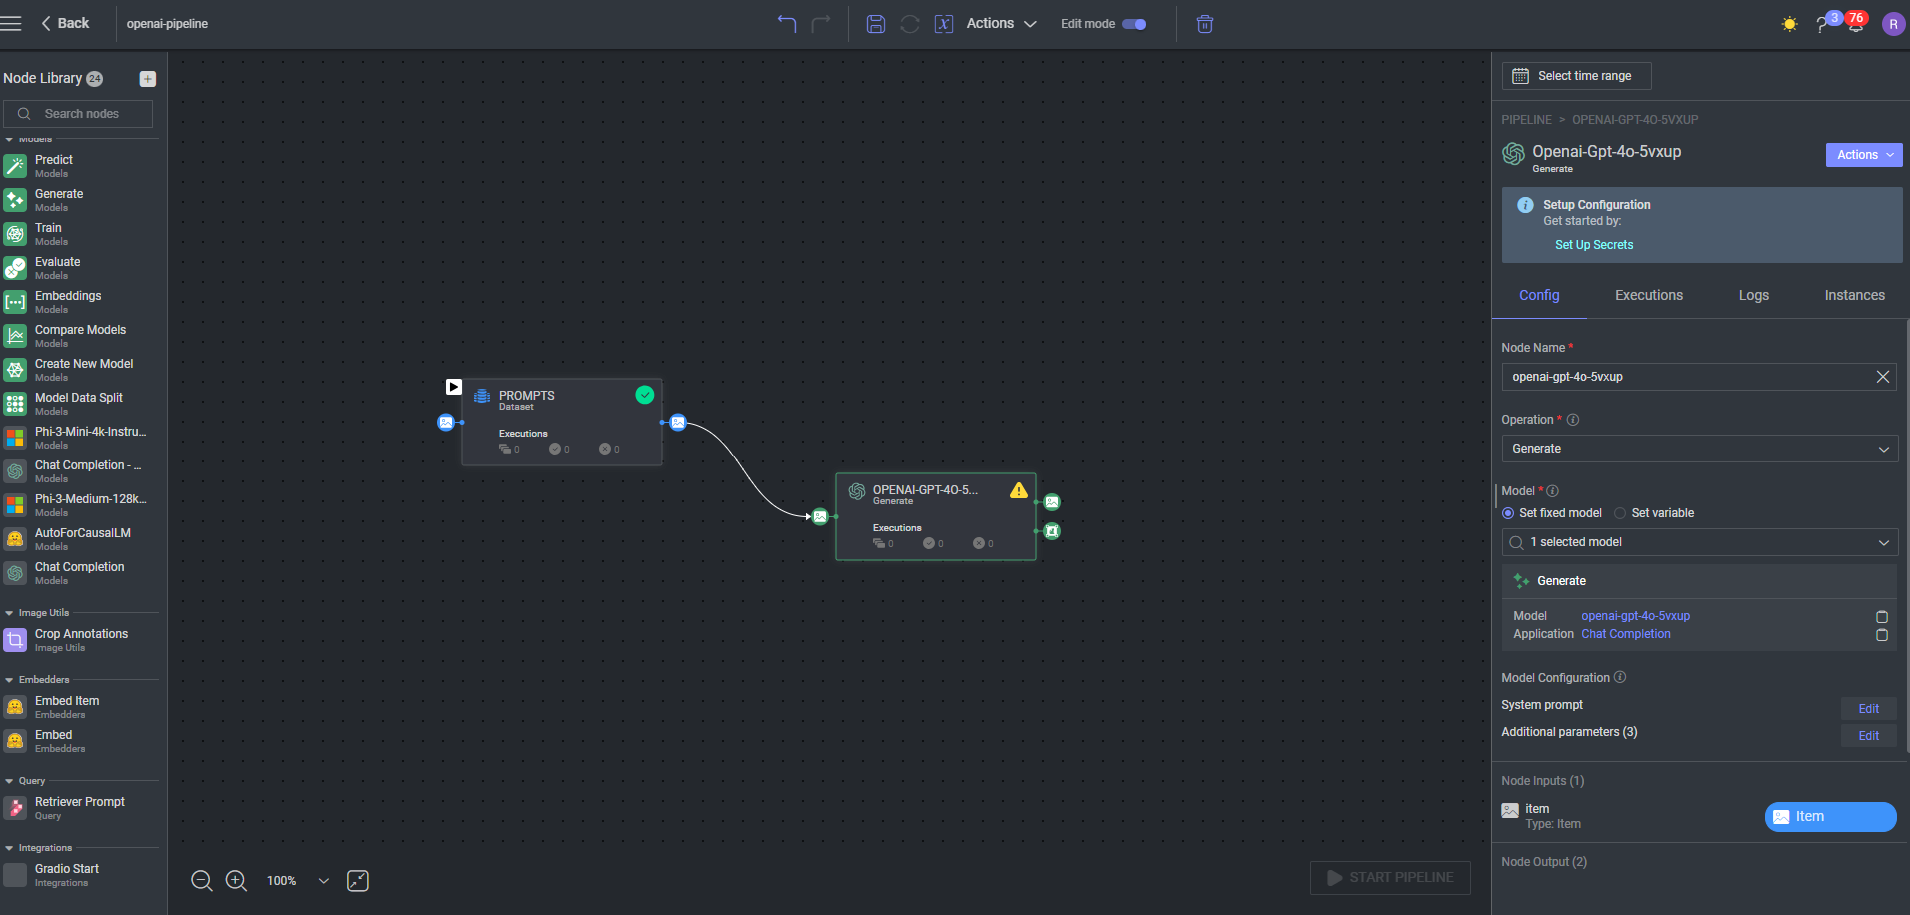 Back
openai-pipeline
Actions
Edit mode
3
76
R
Node Library 24
Search nodes
Models
Predict
Models
Generate
Models
Train
Models
Evaluate
Models
Embeddings
Models
Compare Models
Models
Create New Model
Models
Model Data Split
Models
Phi-3-Mini-4k-Instru...
Models
Chat Completion - ...
Models
Phi-3-Medium-128k...
Models
AutoForCausalLM
Models
Chat Completion
Models
Image Utils
Crop Annotations
Image Utils
Embedders
Embed Item
Embedders
Embed
Embedders
Query
Retriever Prompt
Query
Integrations
Gradio Start
Integrations
PROMPTS
Dataset
Executions
0 0 0
OPENAI-GPT-4O-5...
Generate
Executions
0 0 0
100%
START PIPELINE
Select time range
PIPELINE > OPENAI-GPT-4O-5VXUP
Openai-Gpt-4o-5vxup
Generate
Actions
Setup Configuration
Get started by:
Set Up Secrets
Config Executions Logs Instances
Node Name *
openai-gpt-4o-5vxup
Operation *
Generate
Model *
Set fixed model Set variable
1 selected model
Generate
Model openai-gpt-4o-5vxup
Application Chat Completion
Model Configuration
System prompt
Edit
Additional parameters (3)
Edit
Node Inputs (1)
item
Type: Item
Item
Node Output (2)